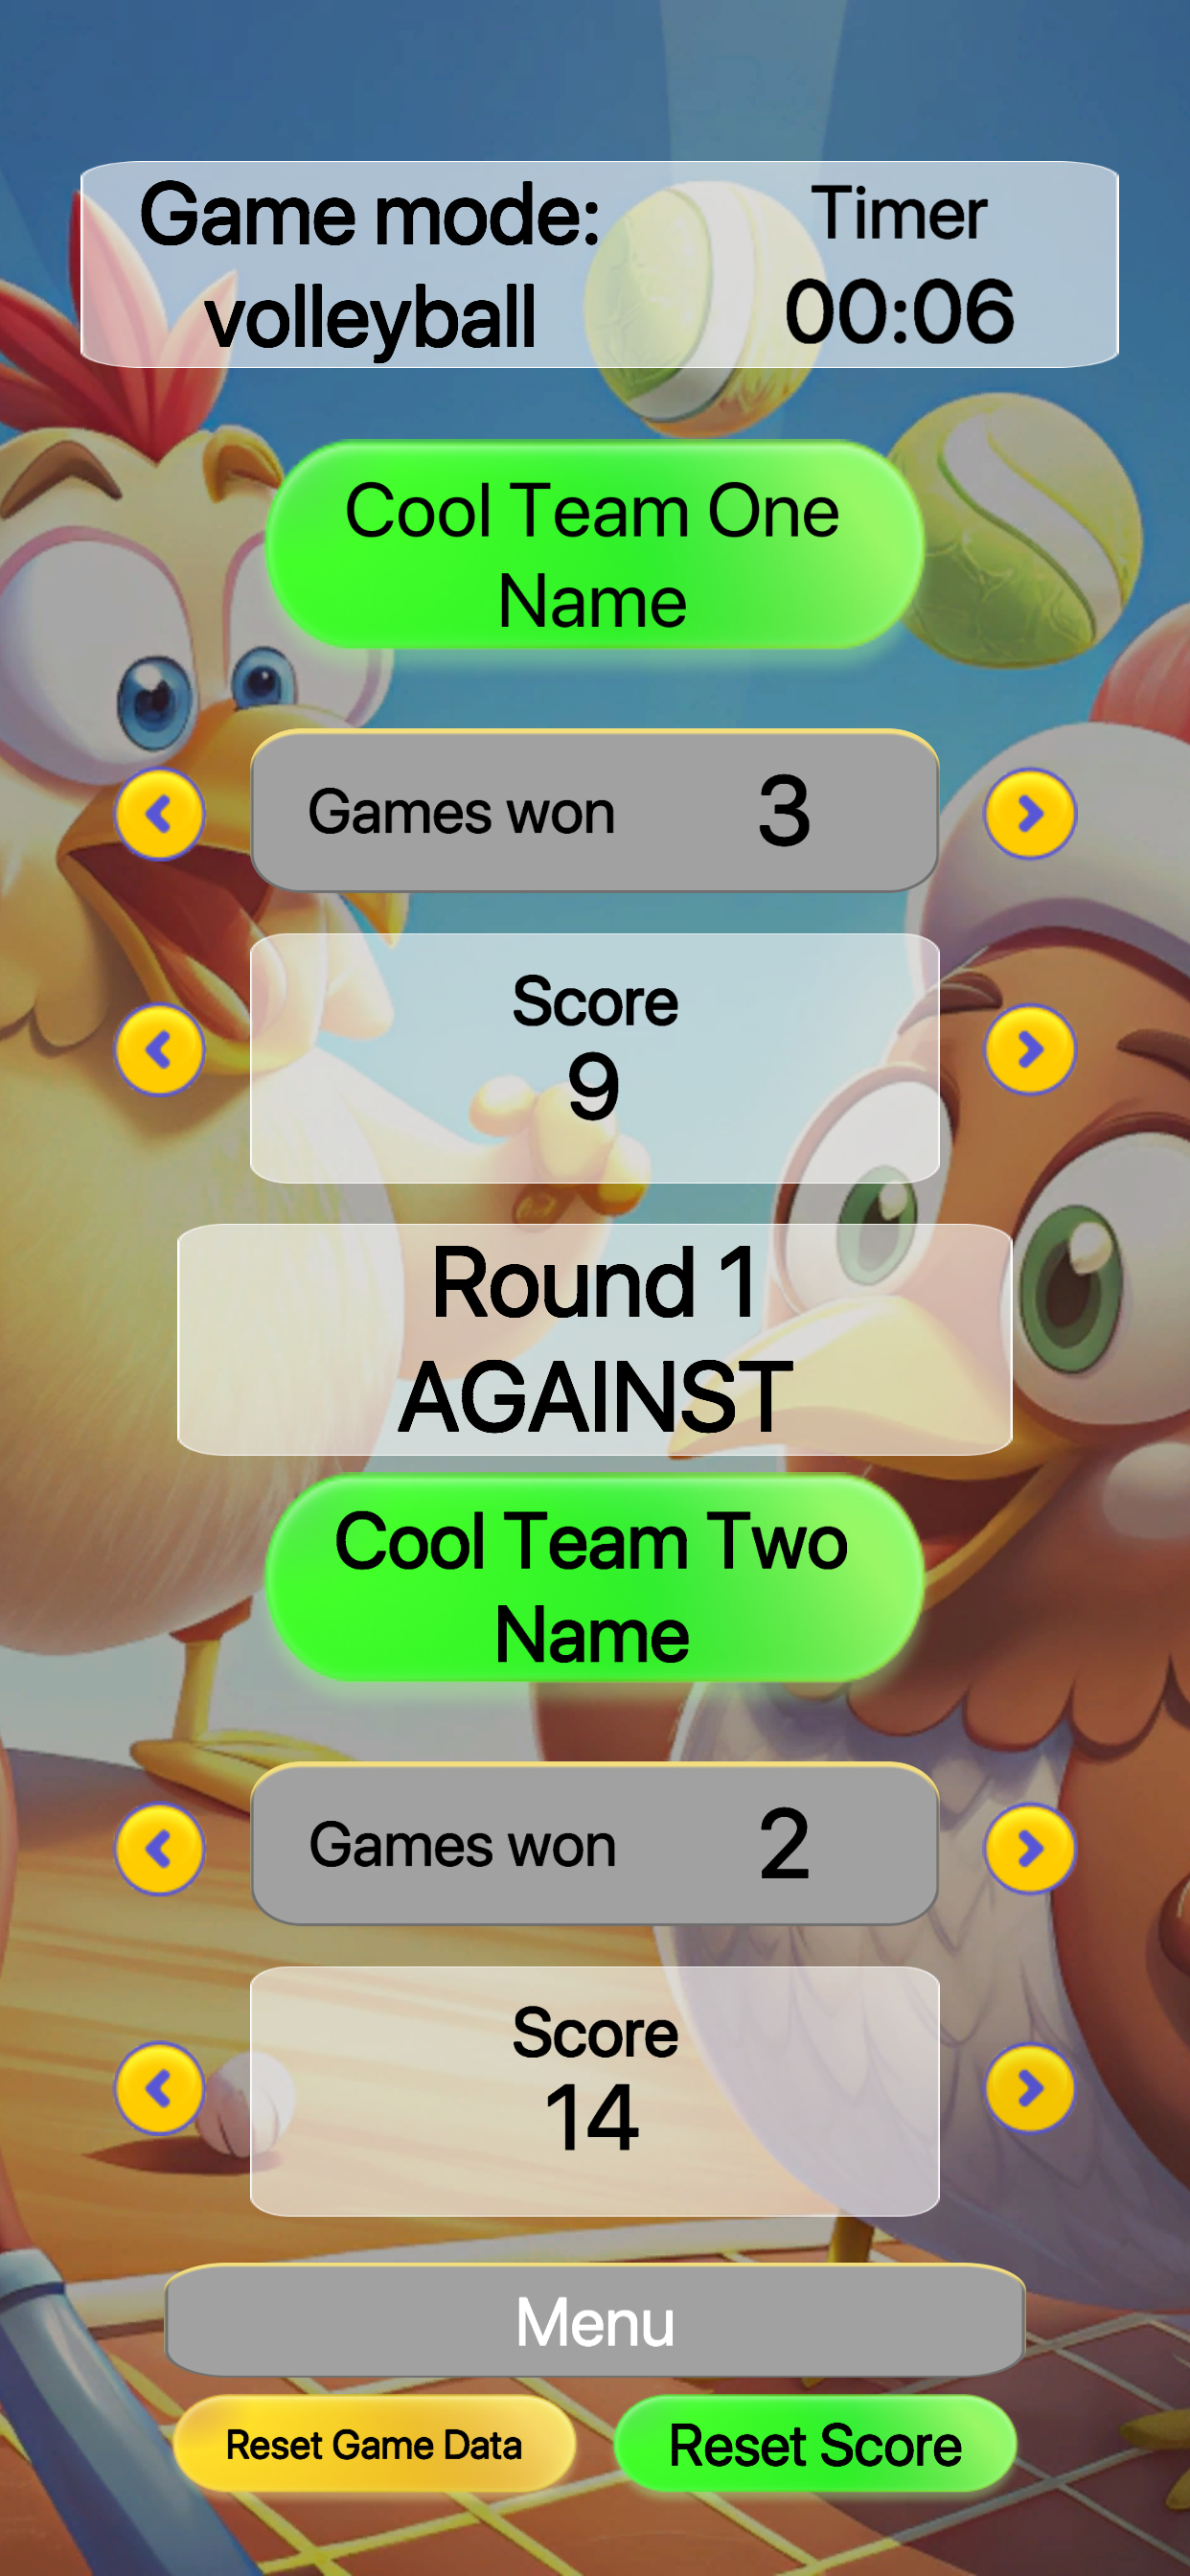 Game mode:
volleyball
Timer
00:06
Cool Team One
Name
Games won 3
Score
9
Round 1
AGAINST
Cool Team Two
Name
Games won 2
Score
14
Menu
Reset Game Data
Reset Score